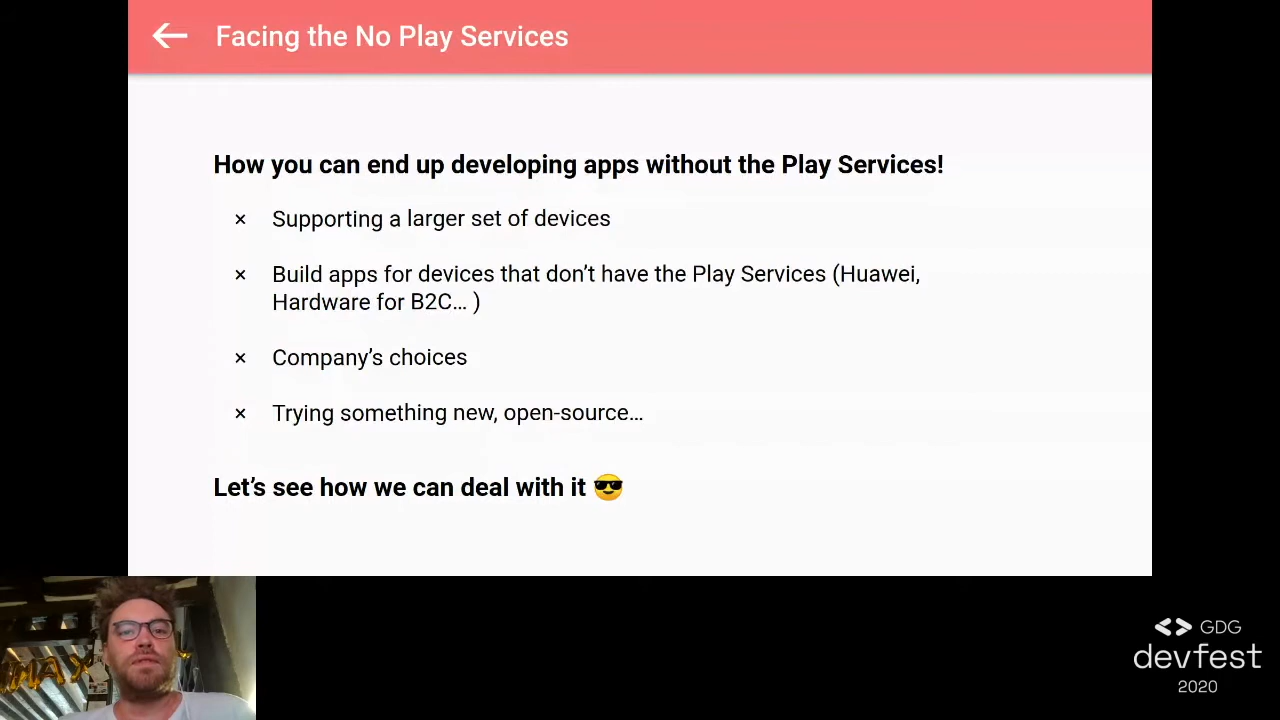 Facing the No Play Services
How you can end up developing apps without the Play Services!
× Supporting a larger set of devices
× Build apps for devices that don’t have the Play Services (Huawei,
Hardware for B2C… )
× Company’s choices
× Trying something new, open-source…
Let’s see how we can deal with it 😎
MAX
GDG
devfest
2020